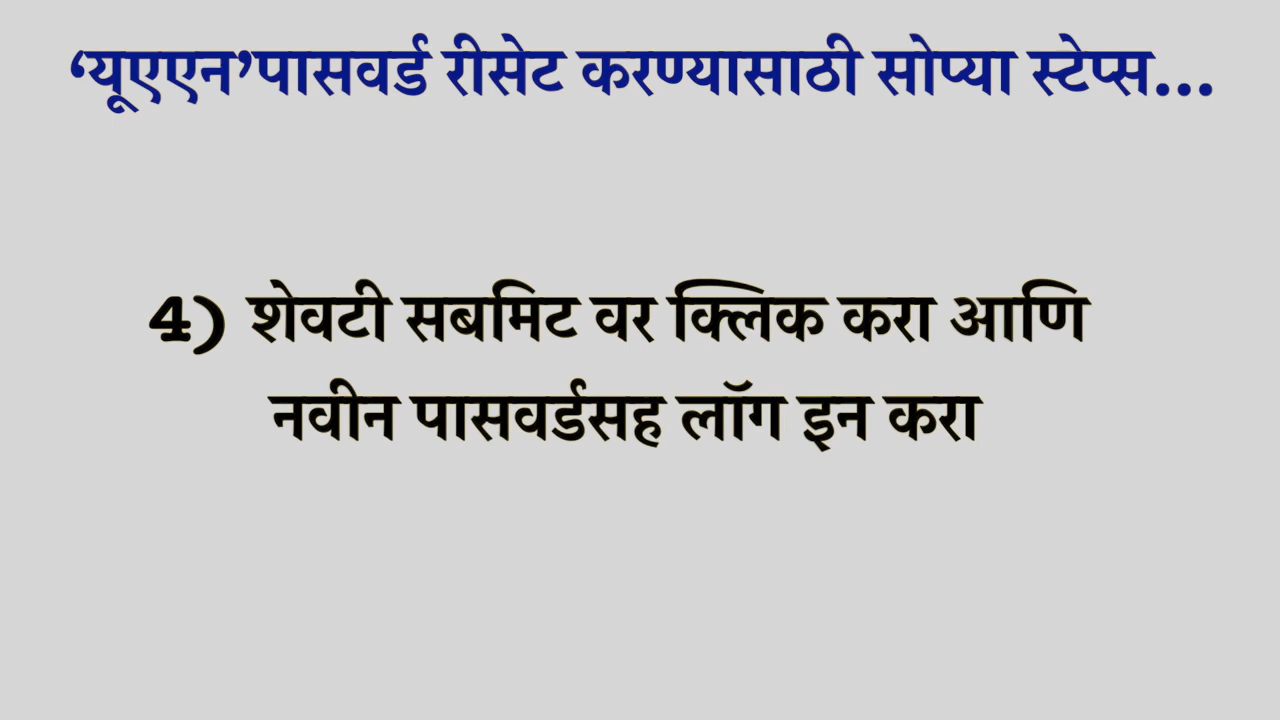 ‘यूएएन’पासवर्ड रीसेट करण्यासाठी सोप्या स्टेप्स...
4) शेवटी सबमिट वर क्लिक करा आणि
नवीन पासवर्डसह लॉग इन करा